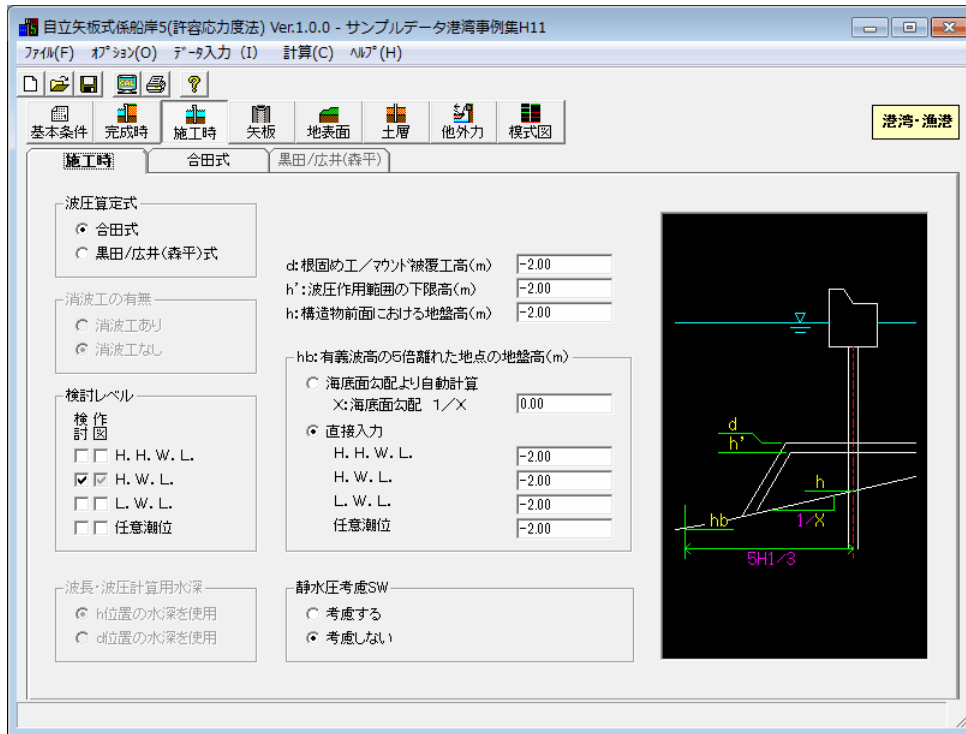 自立矢板式係船岸5(許容応力度法) Ver.1.0.0 - サンプルデータ港湾事例集H11
ﾌｧｲﾙ(F) ｵﾌﾟｼｮﾝ(O) ﾃﾞｰﾀ入力 (I) 計算(C) ﾍﾙﾌﾟ(H)
基本条件 完成時 施工時 矢板 地表面 土層 他外力 模式図
港湾・漁港
施工時 合田式 黒田/広井(森平)
波圧算定式
合田式
黒田/広井(森平)式
消波工の有無
消波工あり
消波工なし
検討レベル
検討 作図
H. H. W. L.
H. W. L.
L. W. L.
任意潮位
波長・波圧計算用水深
h位置の水深を使用
d位置の水深を使用
d:根固め工/マウンド被覆工高(m) -2.00
h':波圧作用範囲の下限高(m) -2.00
h:構造物前面における地盤高(m) -2.00
hb:有義波高の5倍離れた地点の地盤高(m)
海底面勾配より自動計算
X:海底面勾配 1/X 0.00
直接入力
H. H. W. L. -2.00
H. W. L. -2.00
L. W. L. -2.00
任意潮位 -2.00
静水圧考慮SW
考慮する
考慮しない
d
h'
h
hb
1/X
5H1/3